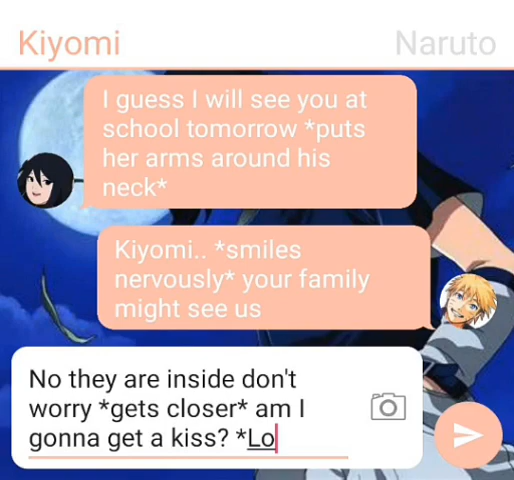 Kiyomi
Naruto
I guess I will see you at
school tomorrow *puts
her arms around his
neck*
Kiyomi.. *smiles
nervously* your family
might see us
No they are inside don't
worry *gets closer* am I
gonna get a kiss? *Lo